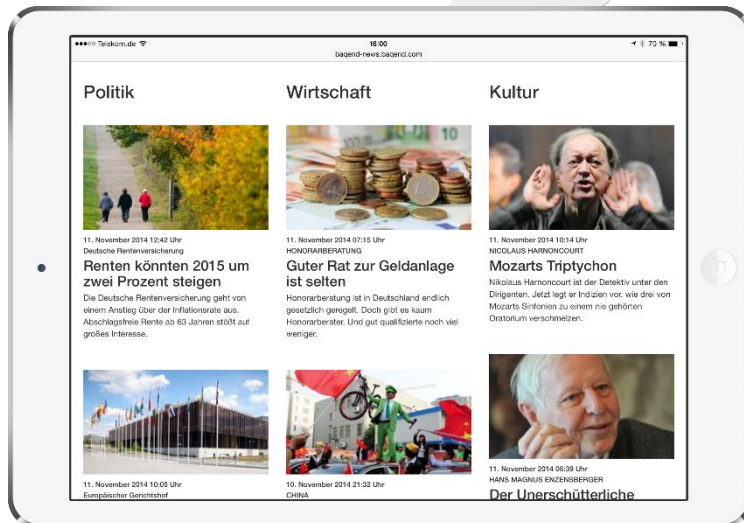 Telekom.de
16:00
baqend-news.baqend.com
70 %
Politik
Wirtschaft
Kultur
11. November 2014 12:42 Uhr
Deutsche Rentenversicherung
Renten könnten 2015 um
zwei Prozent steigen
Die Deutsche Rentenversicherung geht von
einem Anstieg über der Inflationsrate aus.
Abschlagsfreie Rente ab 63 Jahren stößt auf
großes Interesse.
11. November 2014 10:05 Uhr
Europäischer Gerichtshof
10
11. November 2014 07:15 Uhr
HONORARBERATUNG
Guter Rat zur Geldanlage
ist selten
Honorarberatung ist in Deutschland endlich
gesetzlich geregelt. Doch gibt es kaum
Honorarberater. Und gut qualifizierte noch viel
weniger.
10. November 2014 21:32 Uhr
CHINA
11. November 2014 10:14 Uhr
NICOLAUS HARNONCOURT
Mozarts Triptychon
Nikolaus Harnoncourt ist der Detektiv unter den
Dirigenten. Jetzt legt er Indizien vor, wie drei von
Mozarts Sinfonien zu einem nie gehörten
Oratorium verschmelzen.
11. November 2014 06:39 Uhr
HANS MAGNUS ENZENSBERGER
Der Unerschütterliche